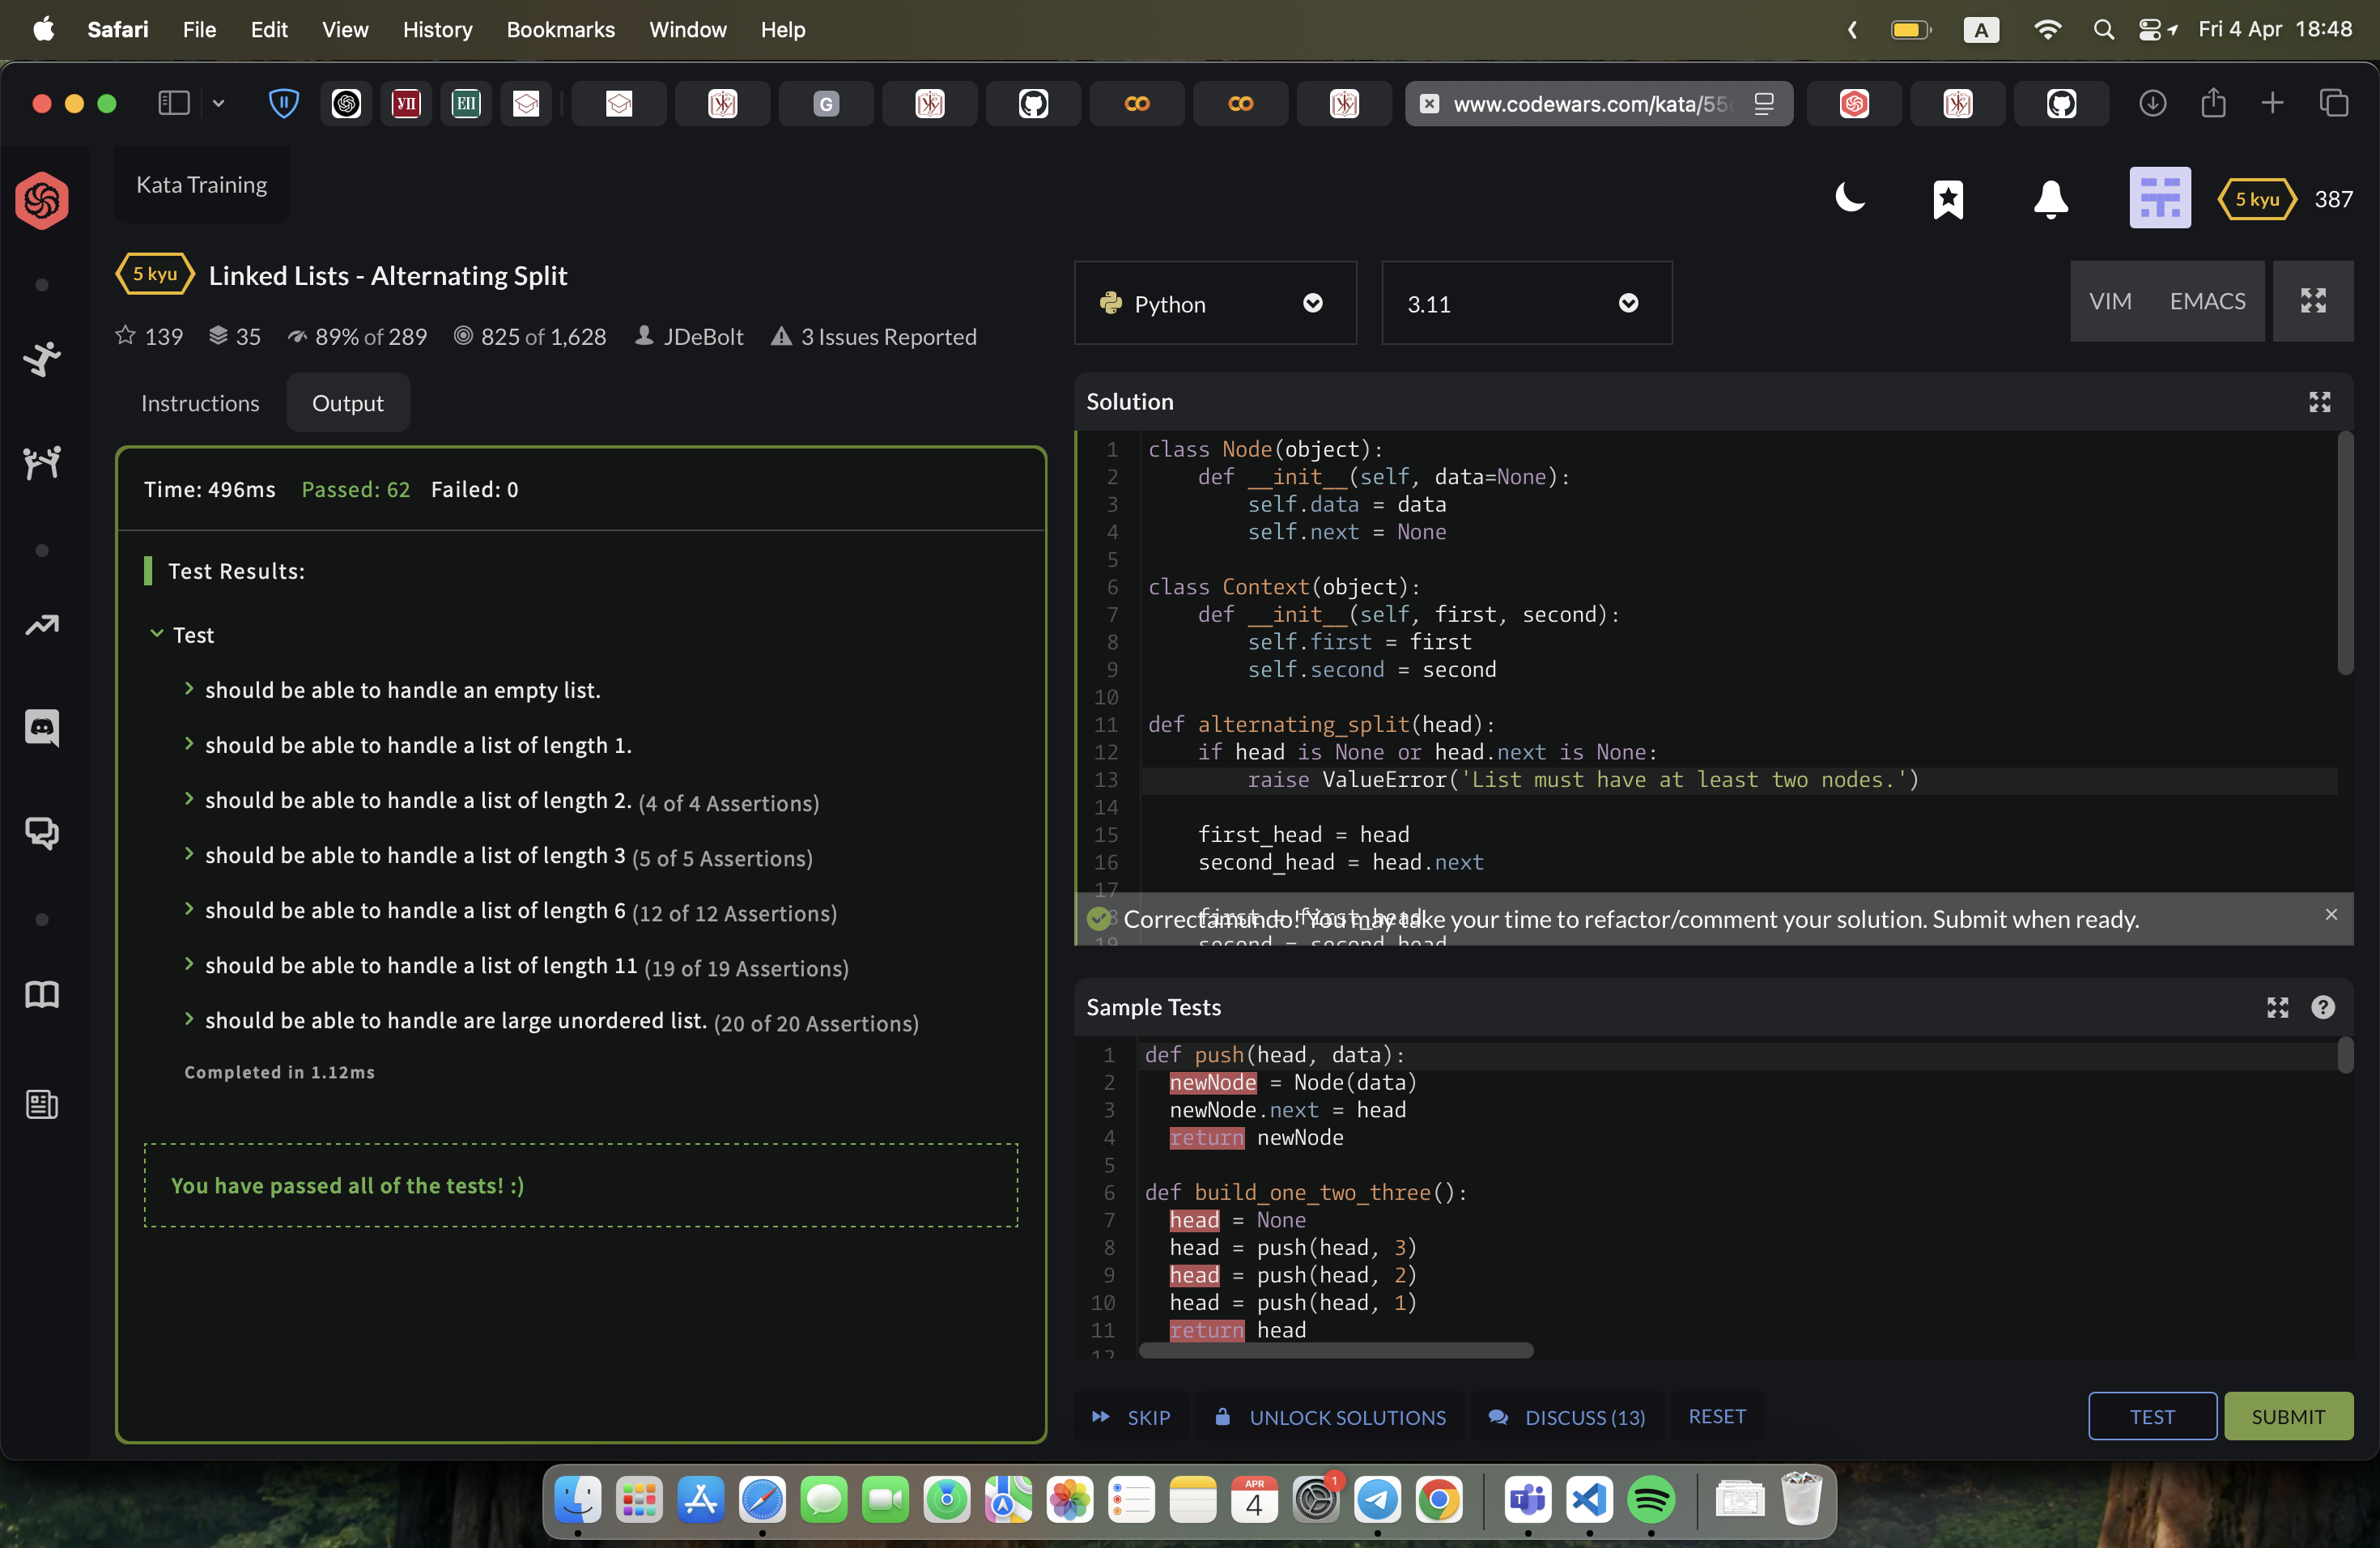 Safari File Edit View History Bookmarks Window Help A Fri 4 Apr 18:48
УП ЕП G www.codewars.com/kata/55
Kata Training
5 kyu 387
5 kyu Linked Lists - Alternating Split
139 35 89% of 289 825 of 1,628 JDeBolt 3 Issues Reported
Instructions Output
Time: 496ms Passed: 62 Failed: 0
Test Results:
Test
should be able to handle an empty list.
should be able to handle a list of length 1.
should be able to handle a list of length 2. (4 of 4 Assertions)
should be able to handle a list of length 3 (5 of 5 Assertions)
should be able to handle a list of length 6 (12 of 12 Assertions)
should be able to handle a list of length 11 (19 of 19 Assertions)
should be able to handle are large unordered list. (20 of 20 Assertions)
Completed in 1.12ms
You have passed all of the tests! :)
Python 3.11 VIM EMACS
Solution
1 class Node(object):
2 def __init__(self, data=None):
3 self.data = data
4 self.next = None
5
6 class Context(object):
7 def __init__(self, first, second):
8 self.first = first
9 self.second = second
10
11 def alternating_split(head):
12 if head is None or head.next is None:
13 raise ValueError('List must have at least two nodes.')
14
15 first_head = head
16 second_head = head.next
17
18 first = first_head
Correctamundo! You may take your time to refactor/comment your solution. Submit when ready.
19 second = second_head
Sample Tests
1 def push(head, data):
2 newNode = Node(data)
3 newNode.next = head
4 return newNode
5
6 def build_one_two_three():
7 head = None
8 head = push(head, 3)
9 head = push(head, 2)
10 head = push(head, 1)
11 return head
12
SKIP UNLOCK SOLUTIONS DISCUSS (13) RESET TEST SUBMIT
APR
4
1